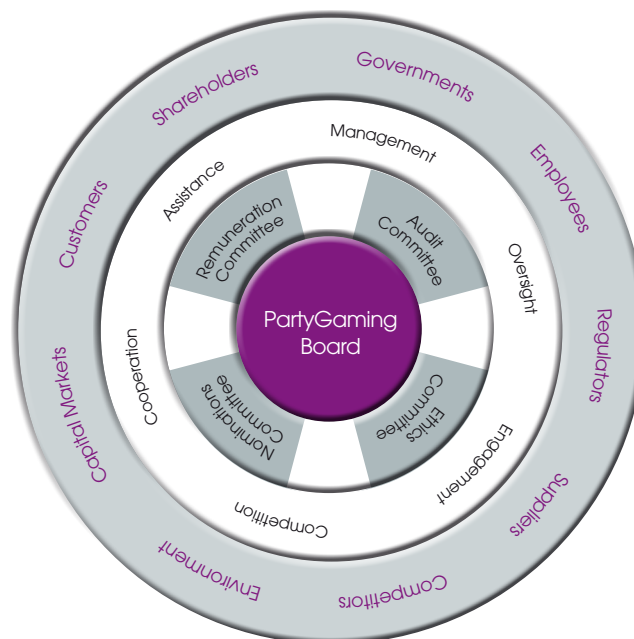 Governments
Employees
Regulators
Suppliers
Competitors
Environment
Capital Markets
Customers
Shareholders
Management
Oversight
Engagement
Competition
Cooperation
Assistance
Remuneration
Committee
Audit
Committee
Ethics
Committee
Nominations
Committee
PartyGaming
Board